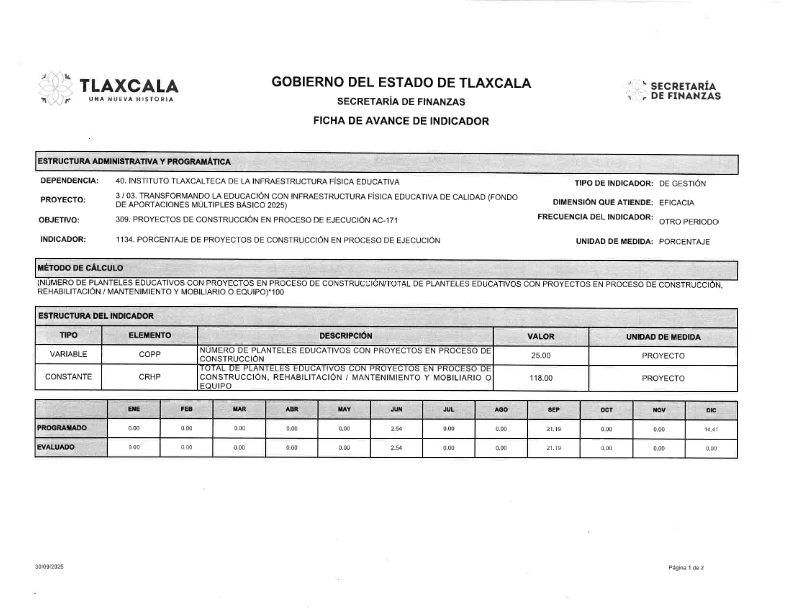 TLAXCALA
UNA NUEVA HISTORIA
GOBIERNO DEL ESTADO DE TLAXCALA
SECRETARÍA DE FINANZAS
FICHA DE AVANCE DE INDICADOR
SECRETARÍA
DE FINANZAS
ESTRUCTURA ADMINISTRATIVA Y PROGRAMÁTICA
DEPENDENCIA: 40. INSTITUTO TLAXCALTECA DE LA INFRAESTRUCTURA FÍSICA EDUCATIVA TIPO DE INDICADOR: DE GESTIÓN
PROYECTO: 3 / 03. TRANSFORMANDO LA EDUCACIÓN CON INFRAESTRUCTURA FÍSICA EDUCATIVA DE CALIDAD (FONDO
DE APORTACIONES MÚLTIPLES BÁSICO 2025) DIMENSIÓN QUE ATIENDE: EFICACIA
OBJETIVO: 309. PROYECTOS DE CONSTRUCCIÓN EN PROCESO DE EJECUCIÓN AC-171 FRECUENCIA DEL INDICADOR: OTRO PERIODO
INDICADOR: 1134. PORCENTAJE DE PROYECTOS DE CONSTRUCCIÓN EN PROCESO DE EJECUCIÓN UNIDAD DE MEDIDA: PORCENTAJE
MÉTODO DE CÁLCULO
(NÚMERO DE PLANTELES EDUCATIVOS CON PROYECTOS EN PROCESO DE CONSTRUCCIÓN/TOTAL DE PLANTELES EDUCATIVOS CON PROYECTOS EN PROCESO DE CONSTRUCCIÓN,
REHABILITACIÓN / MANTENIMIENTO Y MOBILIARIO O EQUIPO)*100
ESTRUCTURA DEL INDICADOR
TIPO ELEMENTO DESCRIPCIÓN VALOR UNIDAD DE MEDIDA
VARIABLE COPP NÚMERO DE PLANTELES EDUCATIVOS CON PROYECTOS EN PROCESO DE
CONSTRUCCIÓN 25.00 PROYECTO
CONSTANTE CRHP TOTAL DE PLANTELES EDUCATIVOS CON PROYECTOS EN PROCESO DE
CONSTRUCCIÓN, REHABILITACIÓN / MANTENIMIENTO Y MOBILIARIO O
EQUIPO 118.00 PROYECTO
ENE FEB MAR ABR MAY JUN JUL AGO SEP OCT NOV DIC
PROGRAMADO 0.00 0.00 0.00 0.00 0.00 2.54 0.00 0.00 21.19 0.00 0.00 14.41
EVALUADO 0.00 0.00 0.00 0.00 0.00 2.54 0.00 0.00 21.19 0.00 0.00 0.00
30/09/2025
Página 1 de 2